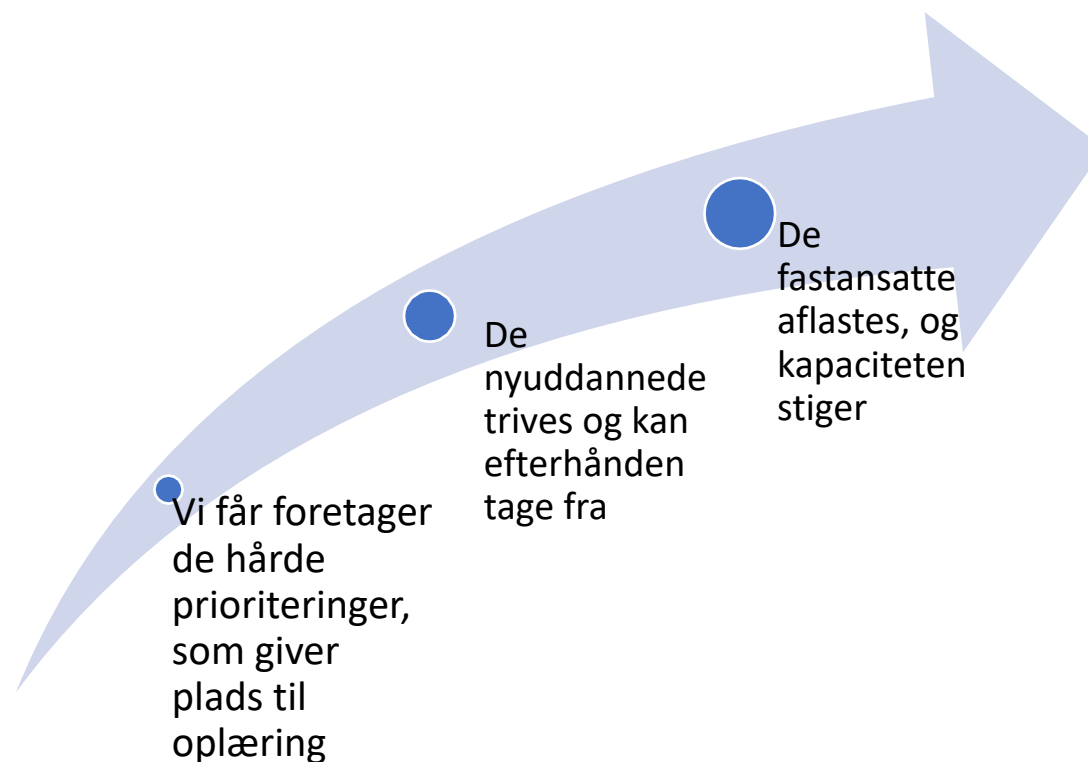 Vi får foretager
de hårde
prioriteringer,
som giver
plads til
oplæring
De
nyuddannede
trives og kan
efterhånden
tage fra
De
fastansatte
aflastes, og
kapaciteten
stiger